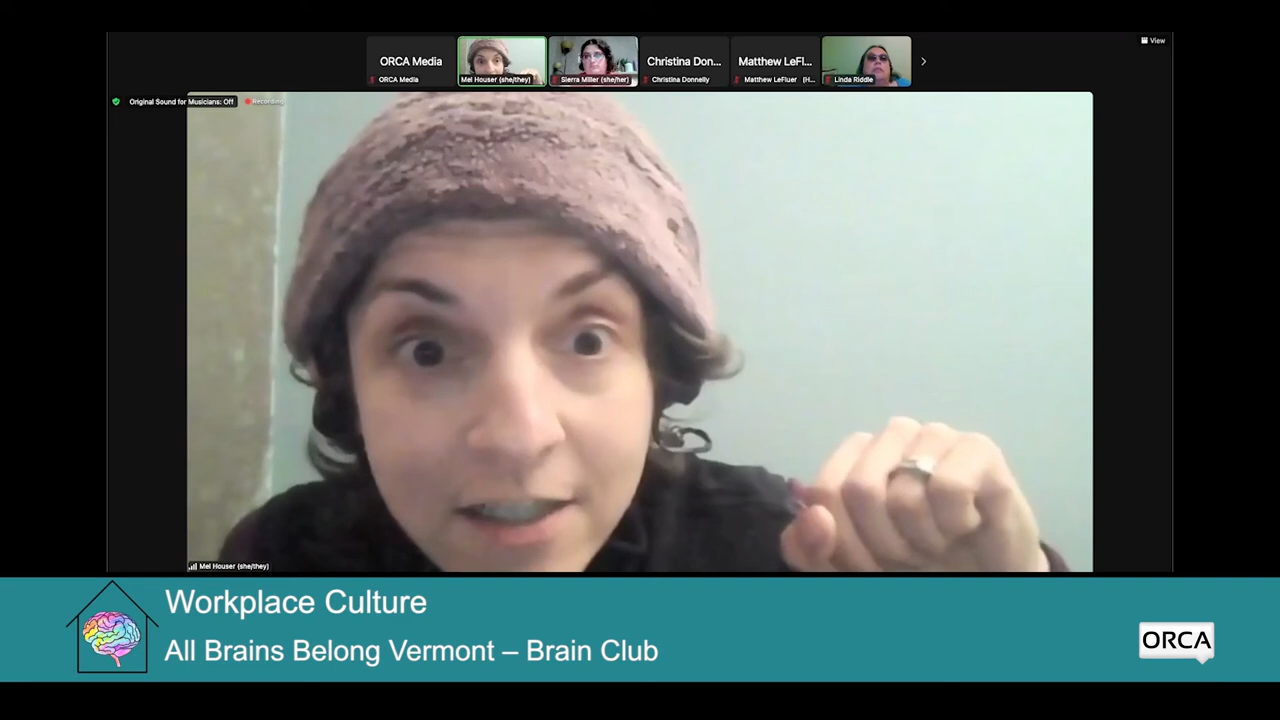 View
ORCA Media
Christina Don...
Matthew LeFl...
ORCA Media
Mel Houser (she/they)
Sierra Miller (she/her)
Christina Donnelly
Matthew LeFluer (H...
Linda Riddle
Original Sound for Musicians: Off
Recording
Mel Houser (she/they)
Workplace Culture
All Brains Belong Vermont – Brain Club
ORCA